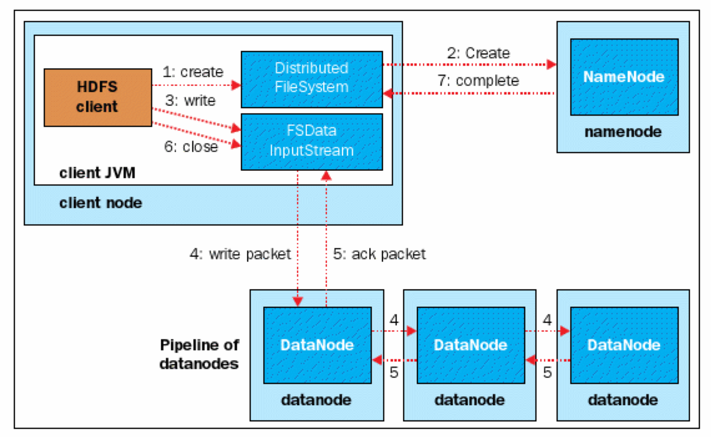 HDFS
client
1: create
3: write
6: close
Distributed
FileSystem
FSData
InputStream
client JVM
client node
2: Create
7: complete
NameNode
namenode
4: write packet
5: ack packet
Pipeline of
datanodes
DataNode
datanode
4
5
DataNode
datanode
4
5
DataNode
datanode